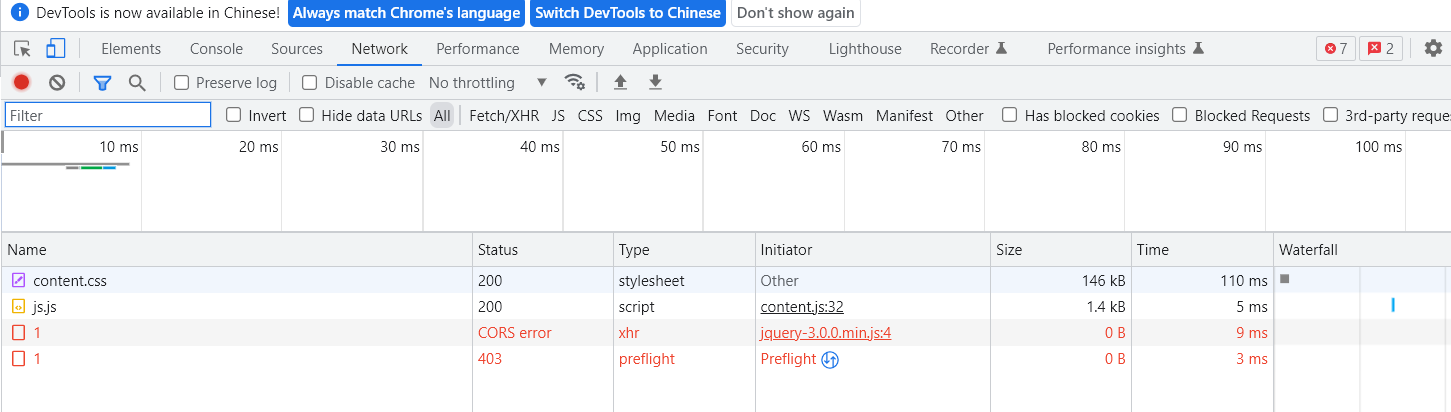 DevTools is now available in Chinese! Always match Chrome's language Switch DevTools to Chinese Don't show again
Elements Console Sources Network Performance Memory Application Security Lighthouse Recorder Performance insights 7 2
Preserve log Disable cache No throttling
Filter Invert Hide data URLs All Fetch/XHR JS CSS Img Media Font Doc WS Wasm Manifest Other Has blocked cookies Blocked Requests 3rd-party reque
10 ms 20 ms 30 ms 40 ms 50 ms 60 ms 70 ms 80 ms 90 ms 100 ms
Name Status Type Initiator Size Time Waterfall
content.css 200 stylesheet Other 146 kB 110 ms
js.js 200 script content.js:32 1.4 kB 5 ms
1 CORS error xhr jquery-3.0.0.min.js:4 0 B 9 ms
1 403 preflight Preflight 0 B 3 ms